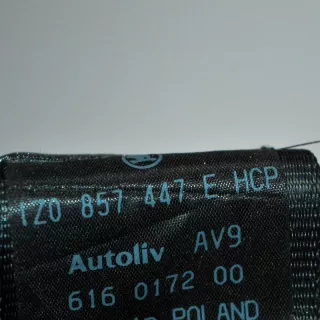 1Z0 857 447 E HCP
Autoliv AV9
616 0172 00
POLAND